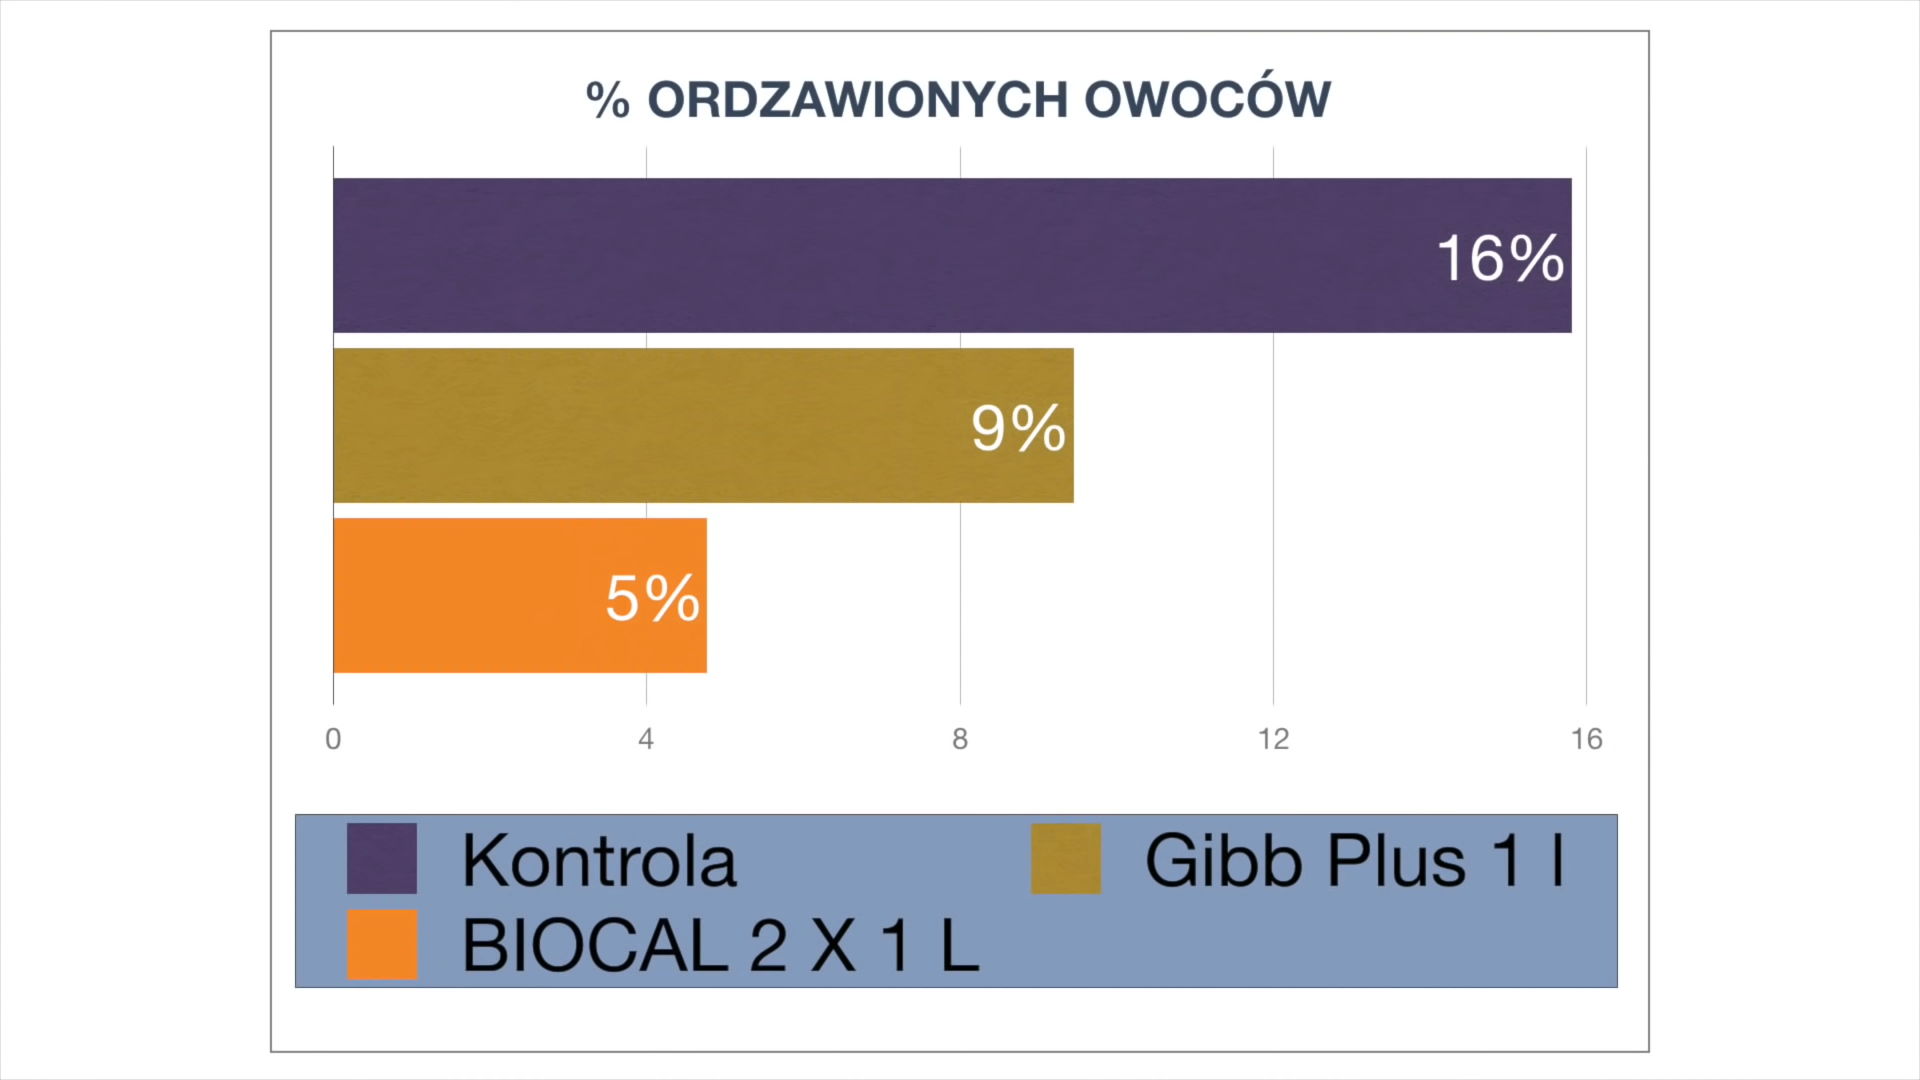 % ORDZAWIONYCH OWOCÓW
16%
9%
5%
0 4 8 12 16
Kontrola Gibb Plus 1 l
BIOCAL 2 X 1 L